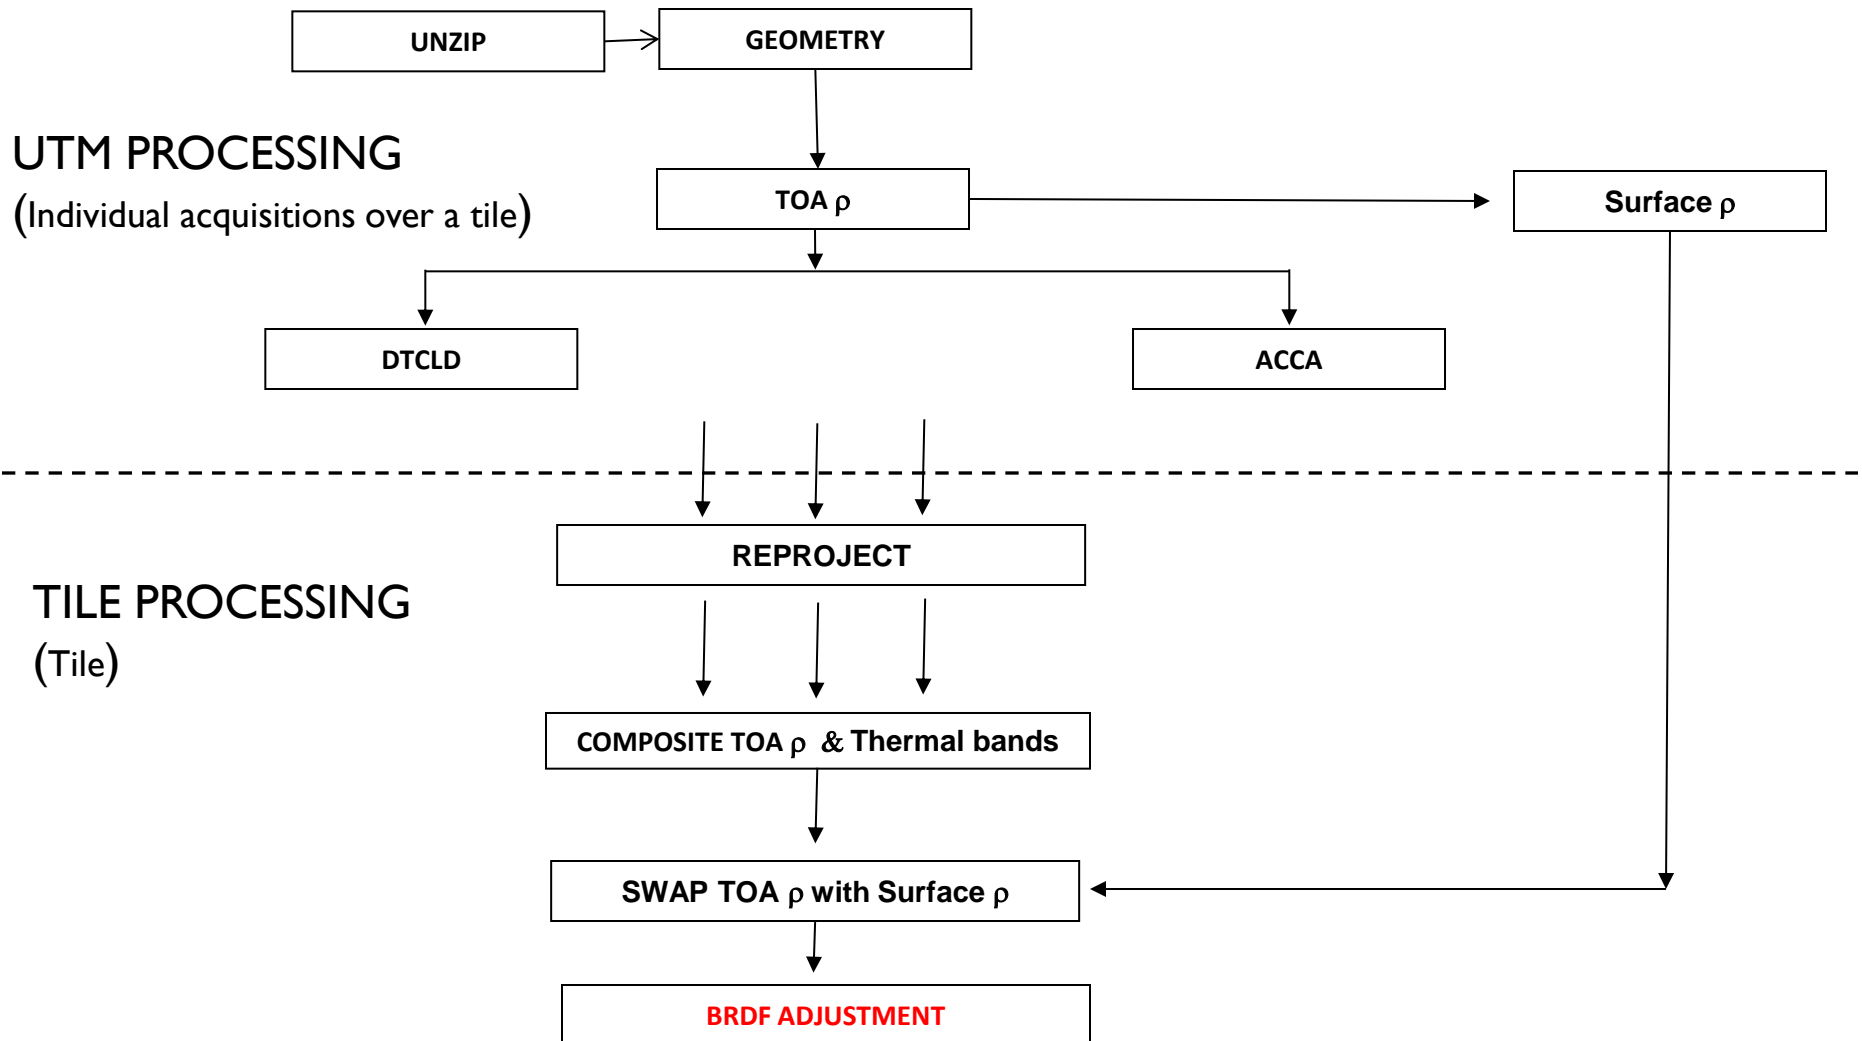 UNZIP
GEOMETRY
UTM PROCESSING
(Individual acquisitions over a tile)
TOA ρ
Surface ρ
DTCLD
ACCA
REPROJECT
TILE PROCESSING
(Tile)
COMPOSITE TOA ρ & Thermal bands
SWAP TOA ρ with Surface ρ
BRDF ADJUSTMENT